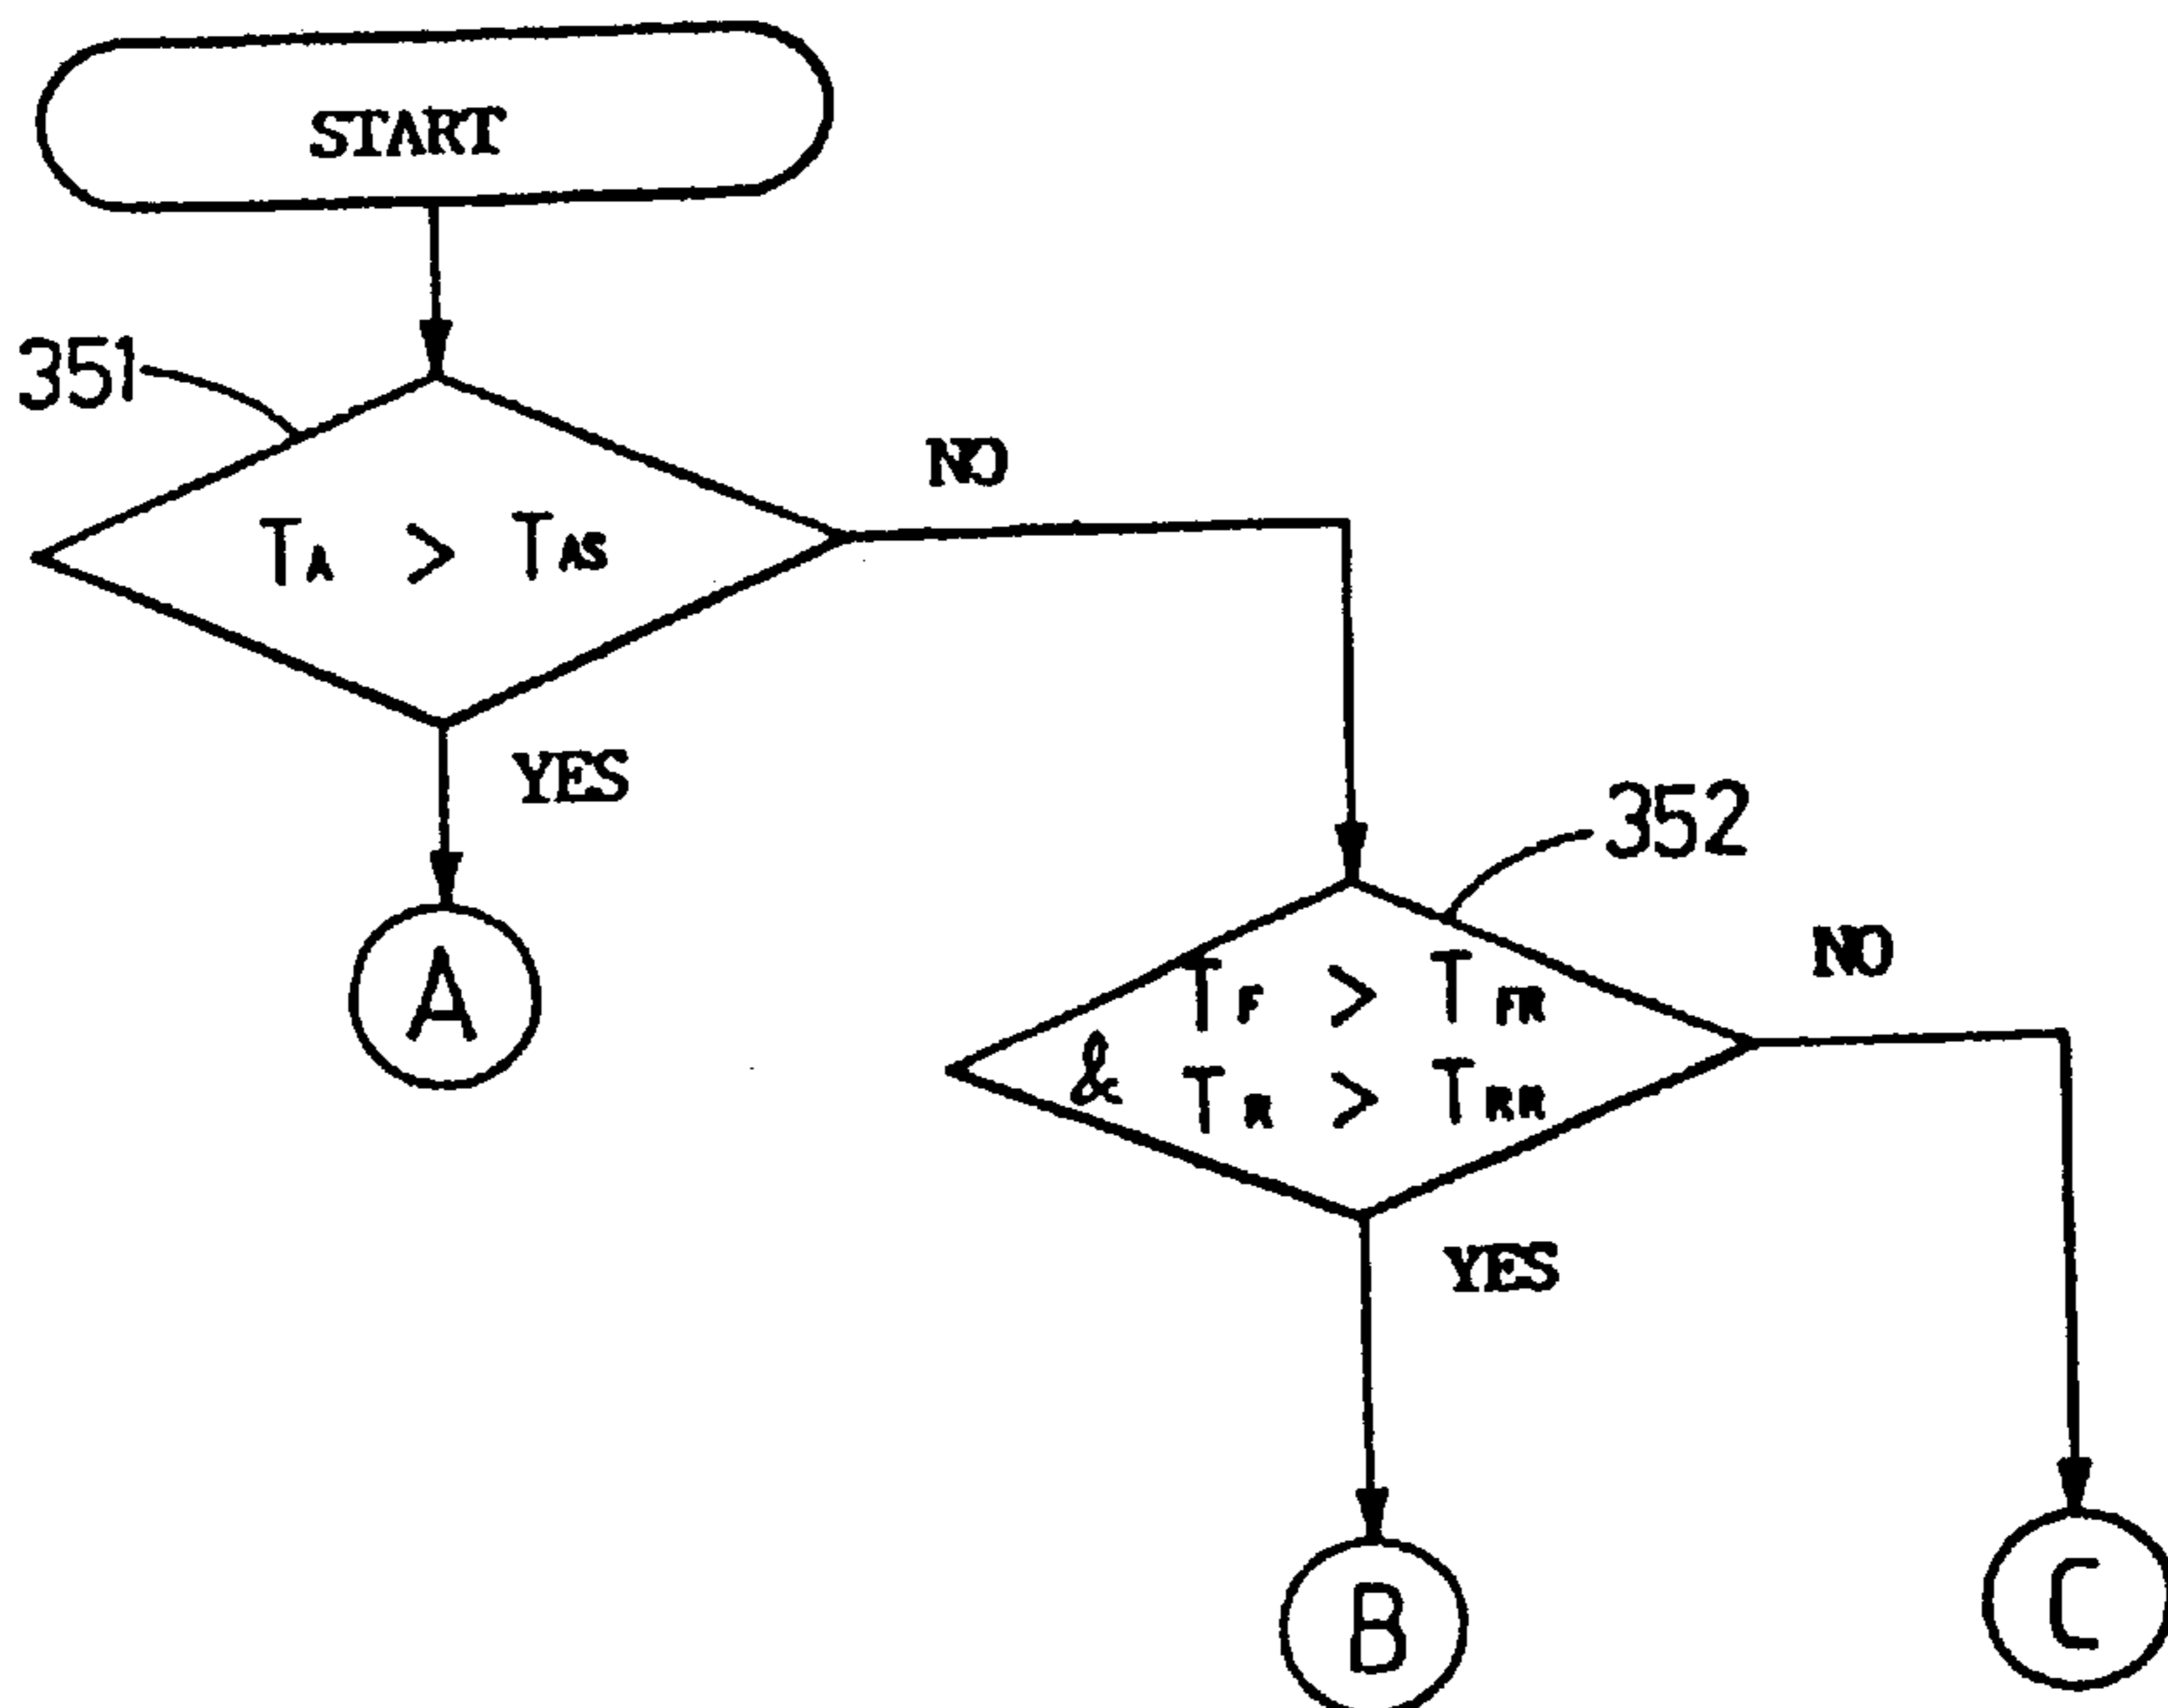 START
351
NO
TA > TAS
YES
352
A
NO
TF > TFR
& TR > TRR
YES
B
C